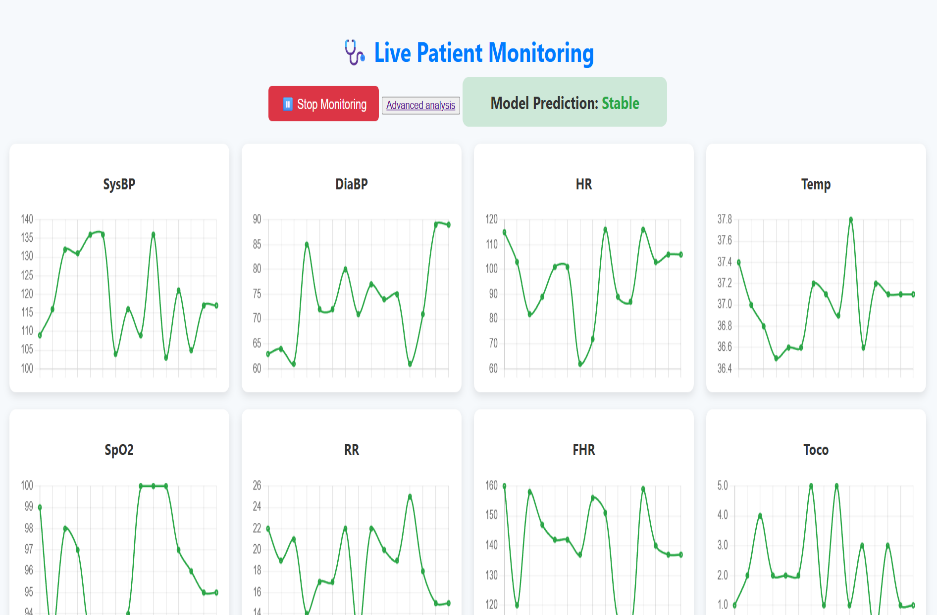 Live Patient Monitoring
Stop Monitoring Advanced analysis Model Prediction: Stable
SysBP DiaBP HR Temp
140 90 120 37.8
135 85 110 37.6
130 80 100 37.4
125 75 90 37.2
120 70 80 37.0
115 65 70 36.8
110 60 60 36.6
105 36.4
100
SpO2 RR FHR Toco
100 26 160 5.0
99 24 150 4.0
98 22 140 3.0
97 20 130 2.0
96 18 120 1.0
95 16
94 14